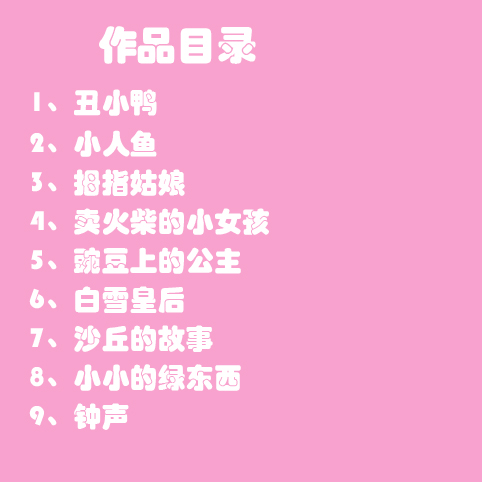 作品目录
1、丑小鸭
2、小人鱼
3、拇指姑娘
4、卖火柴的小女孩
5、豌豆上的公主
6、白雪皇后
7、沙丘的故事
8、小小的绿东西
9、钟声